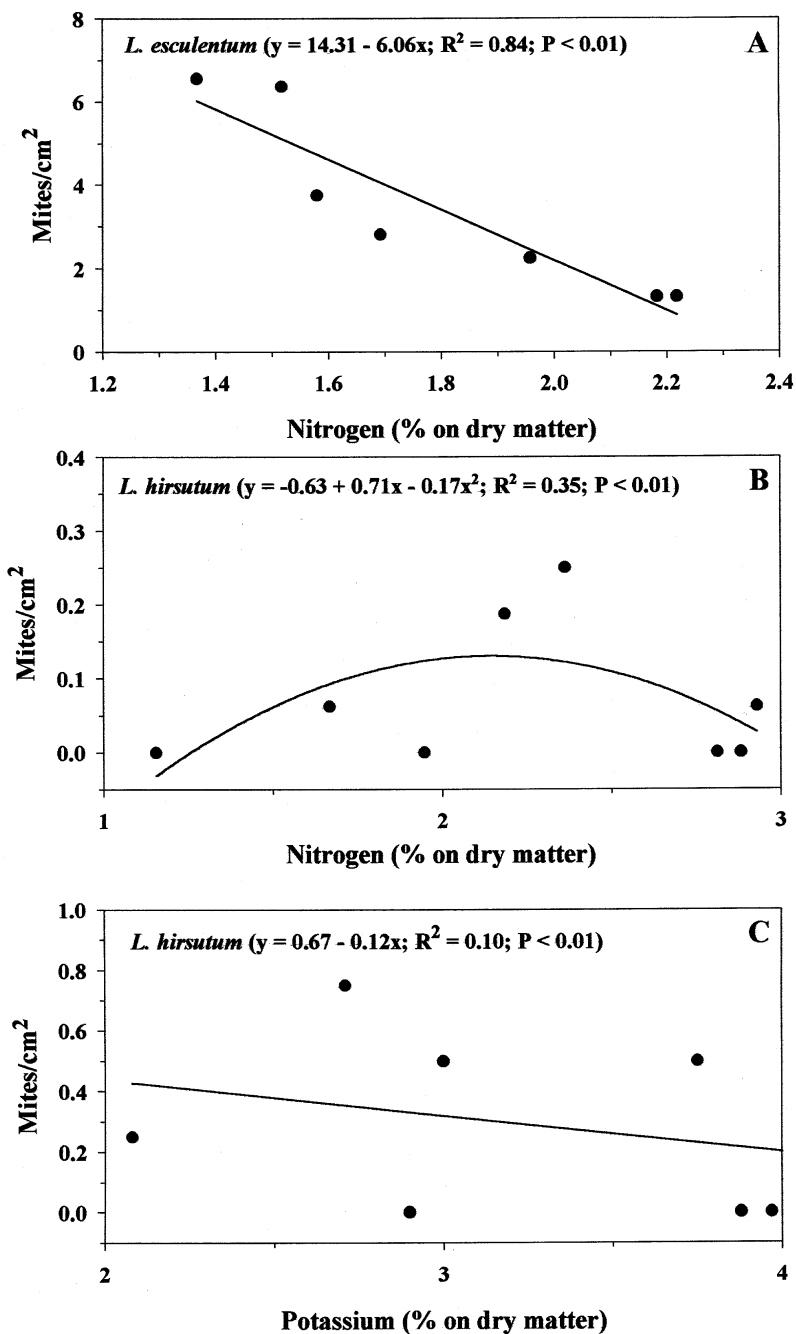 L. esculentum (y = 14.31 - 6.06x; R² = 0.84; P < 0.01)
A
8
6
4
2
0
Mites/cm²
1.2 1.4 1.6 1.8 2.0 2.2 2.4
Nitrogen (% on dry matter)
L. hirsutum (y = -0.63 + 0.71x - 0.17x²; R² = 0.35; P < 0.01)
B
0.4
0.3
0.2
0.1
0.0
Mites/cm²
1 2 3
Nitrogen (% on dry matter)
L. hirsutum (y = 0.67 - 0.12x; R² = 0.10; P < 0.01)
C
1.0
0.8
0.6
0.4
0.2
0.0
Mites/cm²
2 3 4
Potassium (% on dry matter)